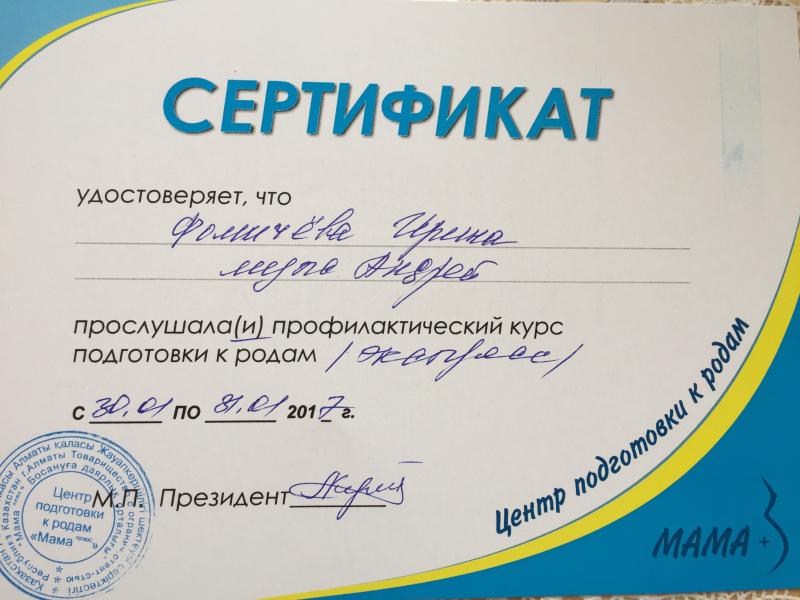 СЕРТИФИКАТ
удостоверяет, что
Фомичёва Ирина
муж Андрей
прослушала(и) профилактический курс
подготовки к родам /экспресс/
с 30.01 по 31.01 2017 г.
М.П. Президент
Центр подготовки к родам
МАМА +
Центр
подготовки
к родам
«Мама плюс»